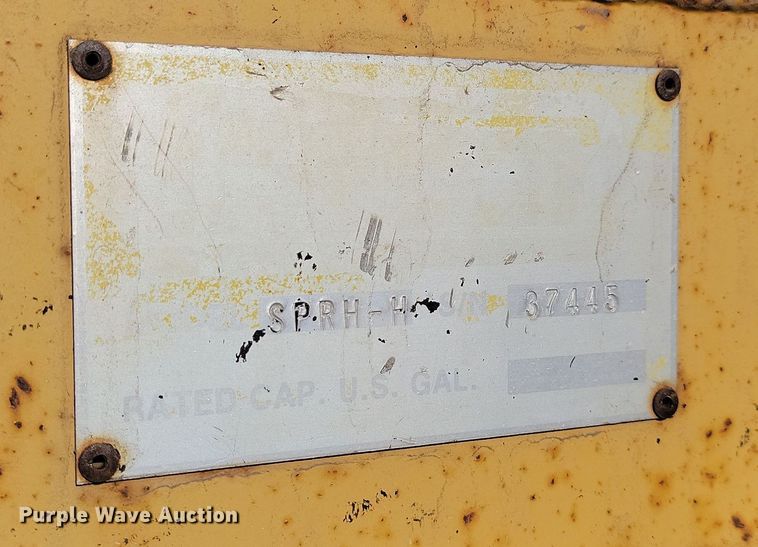 SPRH-H S/N 37445
RATED CAP. U.S. GAL.
Purple Wave Auction